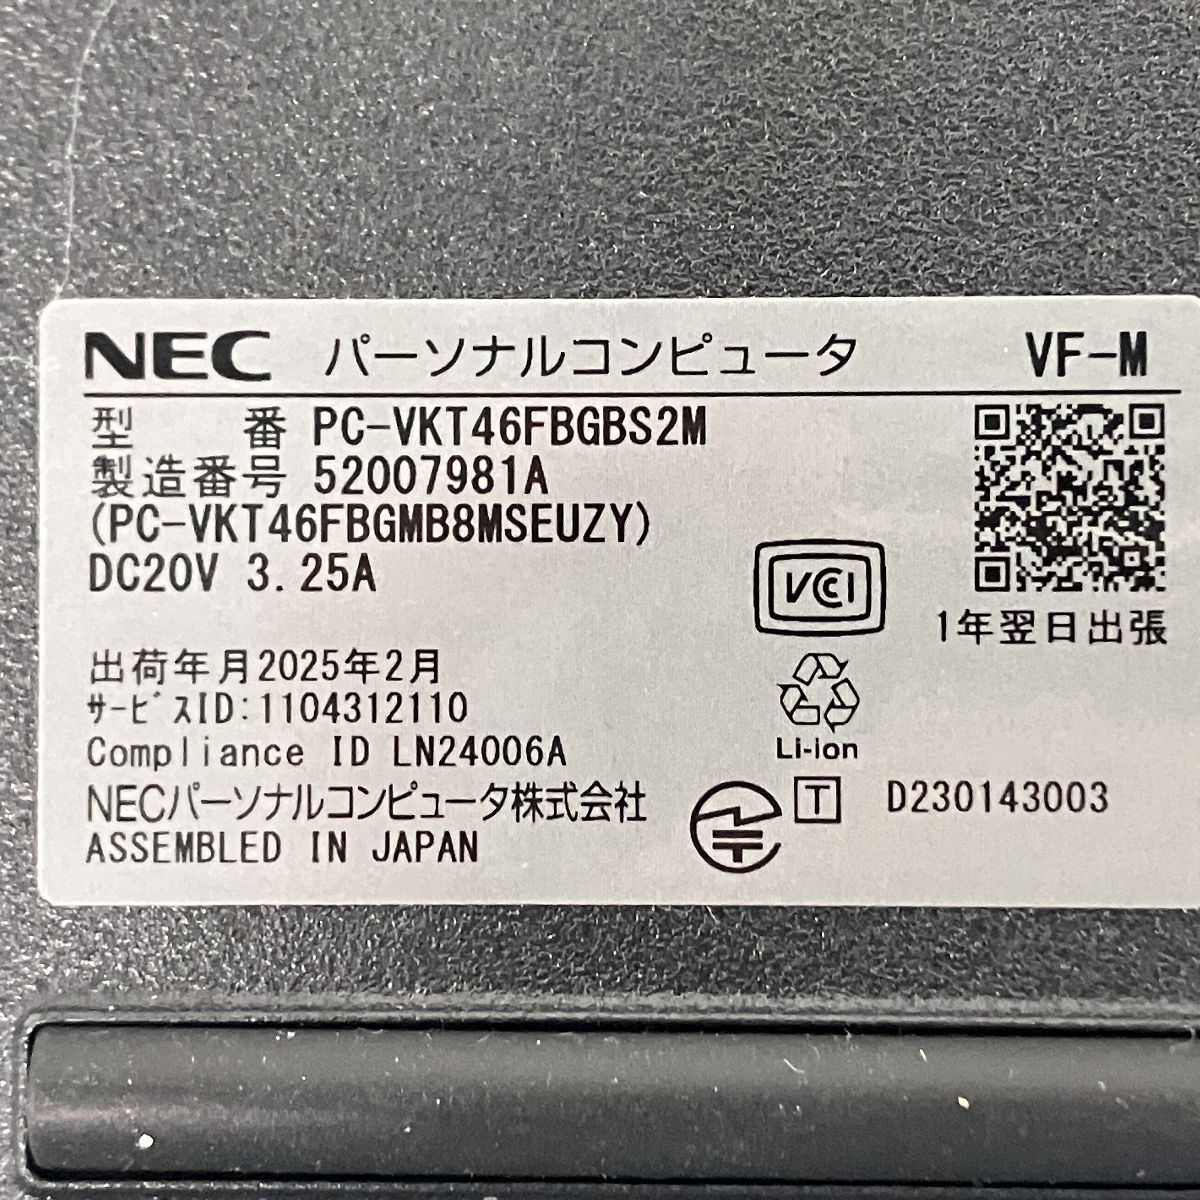 NEC パーソナルコンピュータ VF-M
型 番 PC-VKT46FBGBS2M
製造番号 52007981A
(PC-VKT46FBGMB8MSEUZY)
DC20V 3.25A
VCCI
1年翌日出張
出荷年月2025年2月
ｻｰﾋﾞｽID:1104312110
Compliance ID LN24006A
Li-ion
NECパーソナルコンピュータ株式会社
T D230143003
ASSEMBLED IN JAPAN